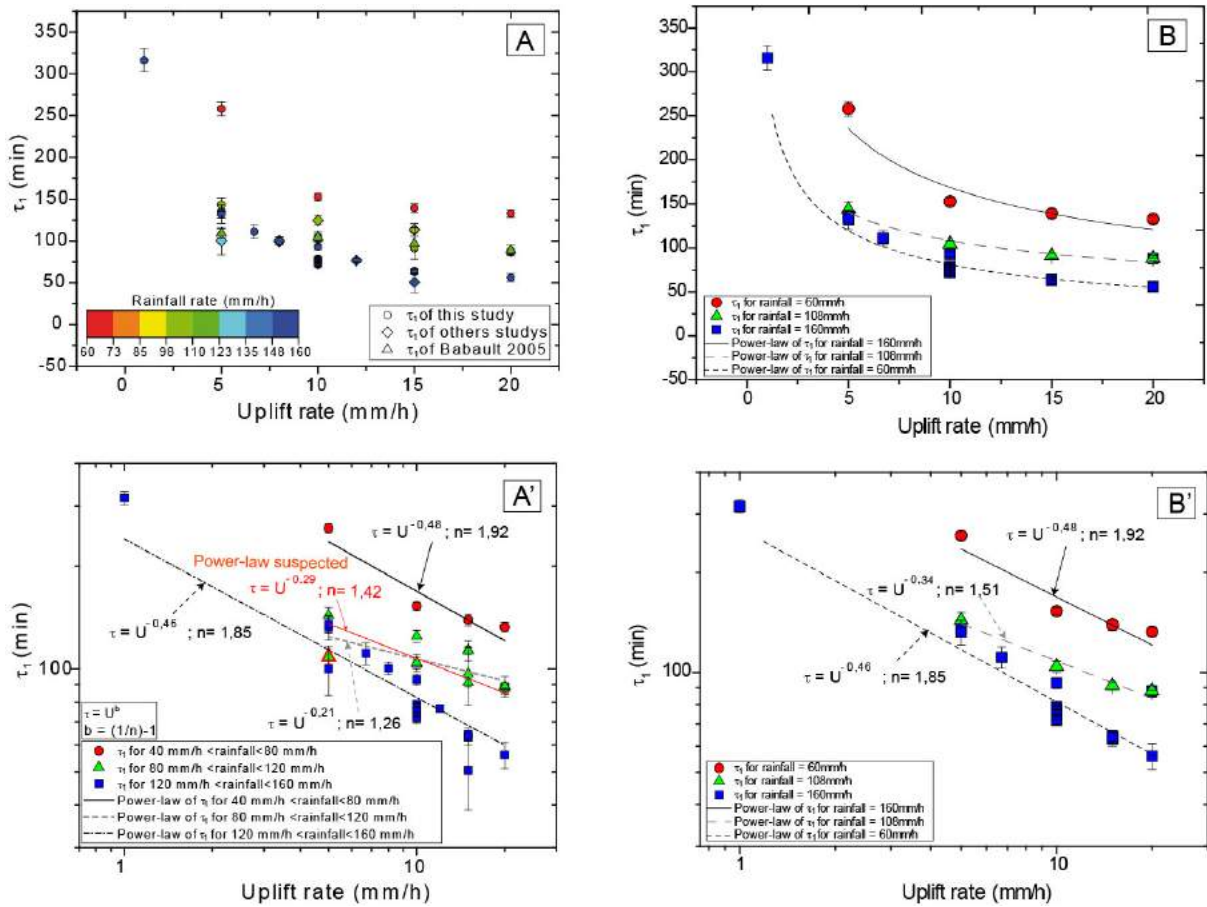 A
350
300
250
200
150
100
50
0
-50
τ₁ (min)
Rainfall rate (mm/h)
60 73 85 98 110 123 135 148 160
τ₁ of this study
τ₁ of others studys
τ₁ of Babault 2005
0 5 10 15 20
Uplift rate (mm/h)
B
350
300
250
200
150
100
50
0
-50
τ₁ (min)
τ₁ for rainfall = 60mm/h
τ₁ for rainfall = 108mm/h
τ₁ for rainfall = 160mm/h
Power-law of τ₁ for rainfall = 160mm/h
Power-law of τ₁ for rainfall = 108mm/h
Power-law of τ₁ for rainfall = 60mm/h
0 5 10 15 20
Uplift rate (mm/h)
A'
τ = U^-0,48 ; n= 1,92
Power-law suspected
τ = U^-0,29 ; n= 1,42
τ = U^-0,46 ; n= 1,85
100
τ₁ (min)
τ = U^-0,21 ; n= 1,26
τ = U^b
b = (1/n)-1
τ₁ for 40 mm/h <rainfall<80 mm/h
τ₁ for 80 mm/h <rainfall<120 mm/h
τ₁ for 120 mm/h <rainfall<160 mm/h
Power-law of τ₁ for 40 mm/h <rainfall<80 mm/h
Power-law of τ₁ for 80 mm/h <rainfall<120 mm/h
Power-law of τ₁ for 120 mm/h <rainfall<160 mm/h
1 10
Uplift rate (mm/h)
B'
τ = U^-0,48 ; n= 1,92
τ = U^-0,34 ; n= 1,51
100
τ₁ (min)
τ = U^-0,46 ; n= 1,85
τ₁ for rainfall = 60mm/h
τ₁ for rainfall = 108mm/h
τ₁ for rainfall = 160mm/h
Power-law of τ₁ for rainfall = 160mm/h
Power-law of τ₁ for rainfall = 108mm/h
Power-law of τ₁ for rainfall = 60mm/h
1 10
Uplift rate (mm/h)